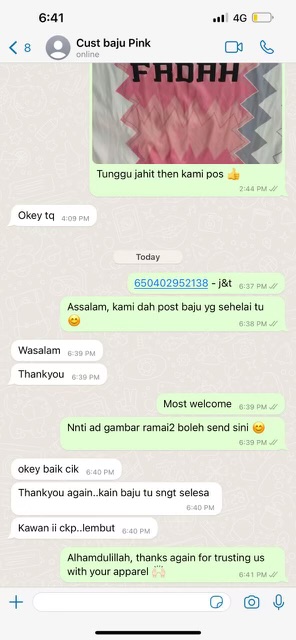 6:41
4G
8
Cust baju Pink
online
FADAH
Tunggu jahit then kami pos 👍
2:44 PM
Okey tq 4:09 PM
Today
650402952138 - j&t 6:37 PM
Assalam, kami dah post baju yg sehelai tu
😊
6:38 PM
Wasalam 6:39 PM
Thankyou 6:39 PM
Most welcome 6:39 PM
Nnti ad gambar ramai2 boleh send sini 😊
6:39 PM
okey baik cik 6:40 PM
Thankyou again..kain baju tu sngt selesa
6:40 PM
Kawan ii ckp..lembut 6:40 PM
Alhamdulillah, thanks again for trusting us
with your apparel 🙌🏻 6:41 PM